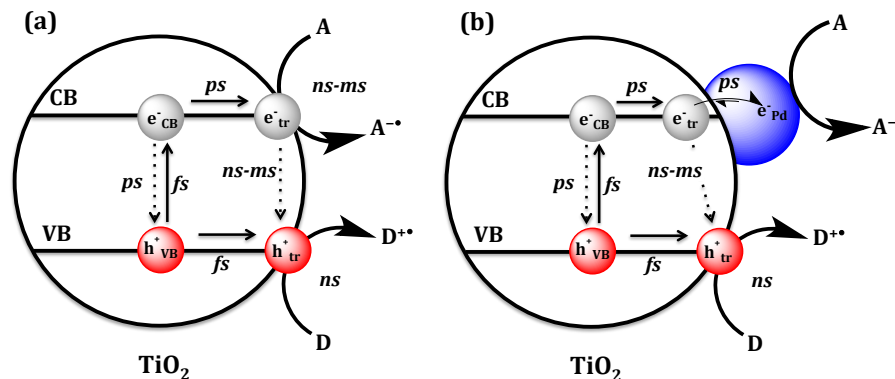 (a)
A
ps
ns-ms
CB
e⁻CB
e⁻tr
A⁻•
ps
fs
ns-ms
VB
h⁺VB
fs
h⁺tr
D⁺•
ns
D
TiO₂
(b)
A
ps
ps
CB
e⁻CB
e⁻tr
e⁻Pd
A⁻
ps
fs
ns-ms
VB
h⁺VB
fs
h⁺tr
D⁺•
ns
D
TiO₂